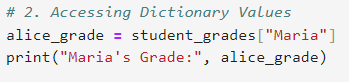 # 2. Accessing Dictionary Values
alice_grade = student_grades["Maria"]
print("Maria's Grade:", alice_grade)